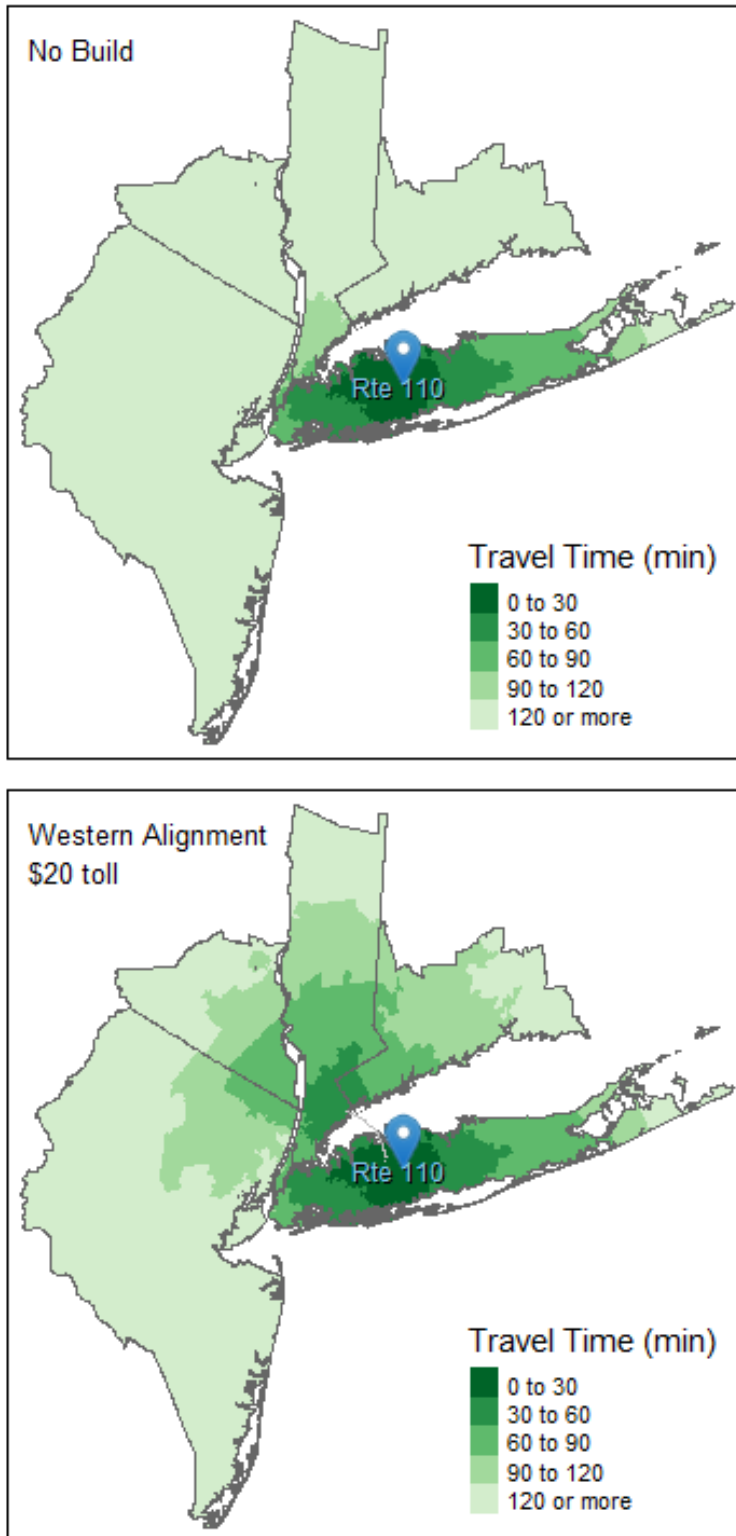 No Build
Rte 110
Travel Time (min)
0 to 30
30 to 60
60 to 90
90 to 120
120 or more
Western Alignment
$20 toll
Rte 110
Travel Time (min)
0 to 30
30 to 60
60 to 90
90 to 120
120 or more